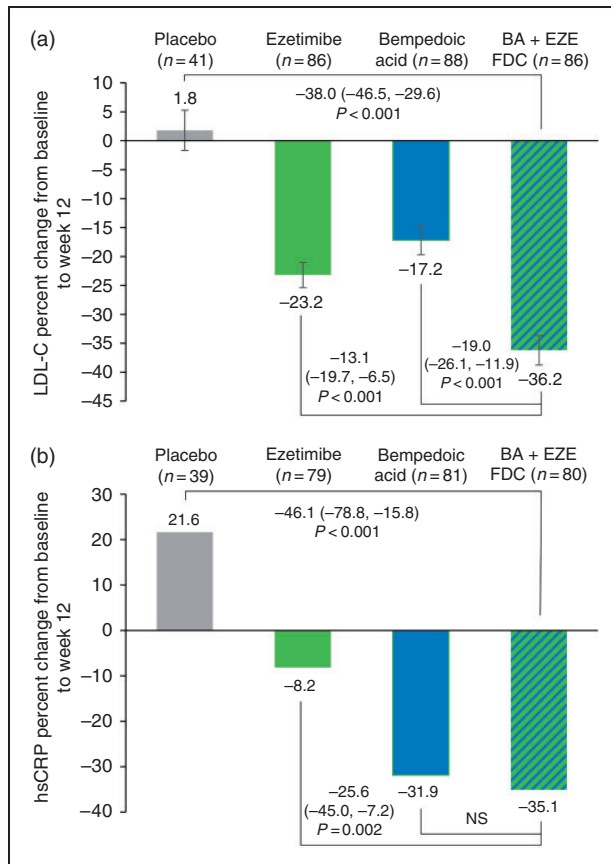 (a)
Placebo
(n=41)
Ezetimibe
(n=86)
Bempedoic
acid (n=88)
BA + EZE
FDC (n=86)
LDL-C percent change from baseline
to week 12
10
5
0
−5
−10
−15
−20
−25
−30
−35
−40
−45
1.8
−38.0 (−46.5, −29.6)
P<0.001
−23.2
−17.2
−36.2
−13.1
(−19.7, −6.5)
P<0.001
−19.0
(−26.1, −11.9)
P<0.001
(b)
Placebo
(n=39)
Ezetimibe
(n=79)
Bempedoic
acid (n=81)
BA + EZE
FDC (n=80)
hsCRP percent change from baseline
to week 12
30
20
10
0
−10
−20
−30
−40
21.6
−46.1 (−78.8, −15.8)
P<0.001
−8.2
−31.9
−35.1
−25.6
(−45.0, −7.2)
P=0.002
NS